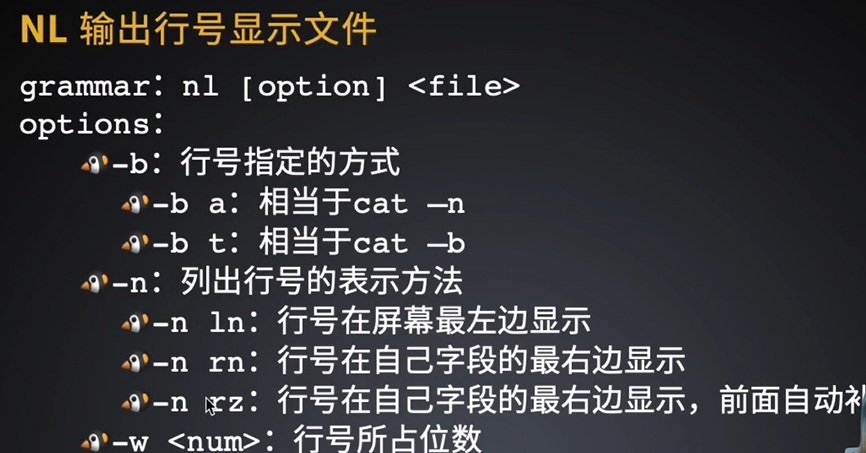 NL 输出行号显示文件
grammar: nl [option] <file>
options:
-b: 行号指定的方式
-b a: 相当于cat –n
-b t: 相当于cat –b
-n: 列出行号的表示方法
-n ln: 行号在屏幕最左边显示
-n rn: 行号在自己字段的最右边显示
-n rz: 行号在自己字段的最右边显示，前面自动补
-w <num>: 行号所占位数